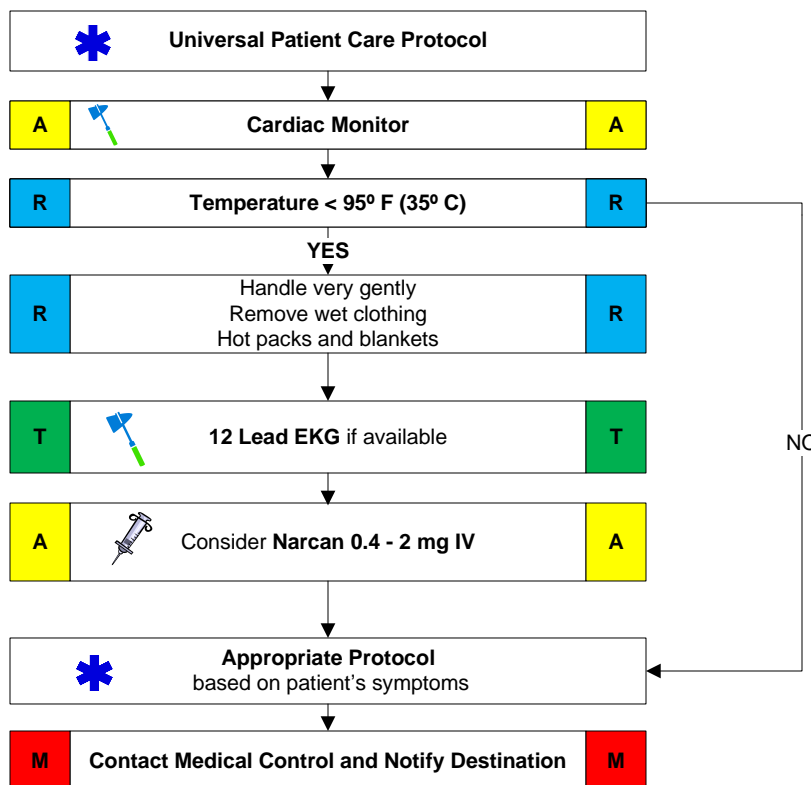 Universal Patient Care Protocol
A Cardiac Monitor A
R Temperature < 95º F (35º C) R
YES
Handle very gently
R Remove wet clothing R
Hot packs and blankets
T 12 Lead EKG if available T
NO
A Consider Narcan 0.4 - 2 mg IV A
Appropriate Protocol
based on patient's symptoms
M Contact Medical Control and Notify Destination M